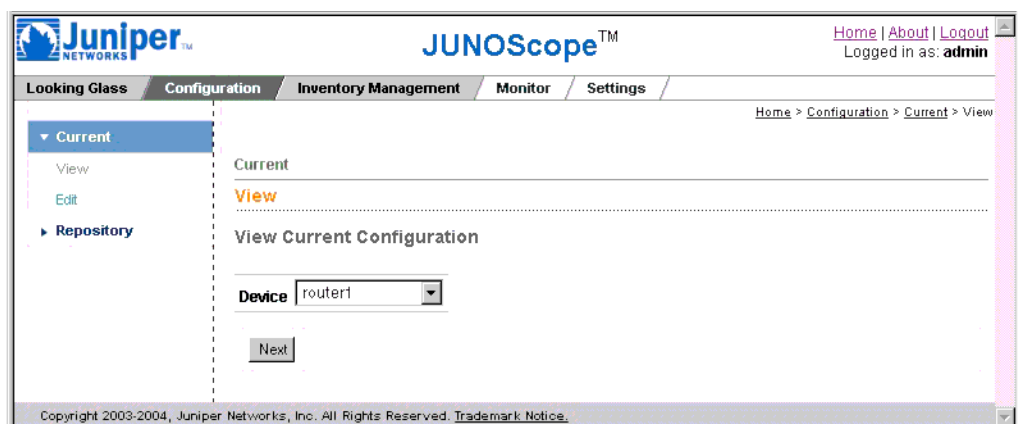 Juniper TM
NETWORKS
JUNOScope™
Home | About | Logout
Logged in as: admin
Looking Glass / Configuration / Inventory Management / Monitor / Settings /
Home > Configuration > Current > View
Current
View
Edit
Repository
Current
View
View Current Configuration
Device router1
Next
Copyright 2003-2004, Juniper Networks, Inc. All Rights Reserved. Trademark Notice.